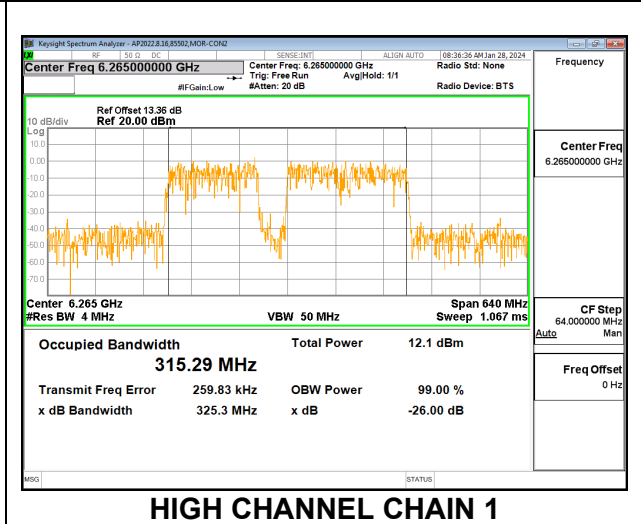 Keysight Spectrum Analyzer - AP2022.8.16,85502,MOR-CON2
RF 50 Ω DC SENSE:INT ALIGN AUTO 08:36:36 AM Jan 28, 2024
Center Freq 6.265000000 GHz
Center Freq: 6.265000000 GHz
Radio Std: None
Trig: Free Run Avg|Hold: 1/1
#IFGain:Low #Atten: 20 dB Radio Device: BTS
Frequency
Ref Offset 13.36 dB
10 dB/div Ref 20.00 dBm
Log
10.0
0.00
-10.0
-20.0
-30.0
-40.0
-50.0
-60.0
-70.0
Center Freq
6.265000000 GHz
Center 6.265 GHz Span 640 MHz
#Res BW 4 MHz VBW 50 MHz Sweep 1.067 ms
CF Step
64.000000 MHz
Auto Man
Occupied Bandwidth Total Power 12.1 dBm
315.29 MHz
Transmit Freq Error 259.83 kHz OBW Power 99.00 %
x dB Bandwidth 325.3 MHz x dB -26.00 dB
Freq Offset
0 Hz
MSG STATUS
HIGH CHANNEL CHAIN 1